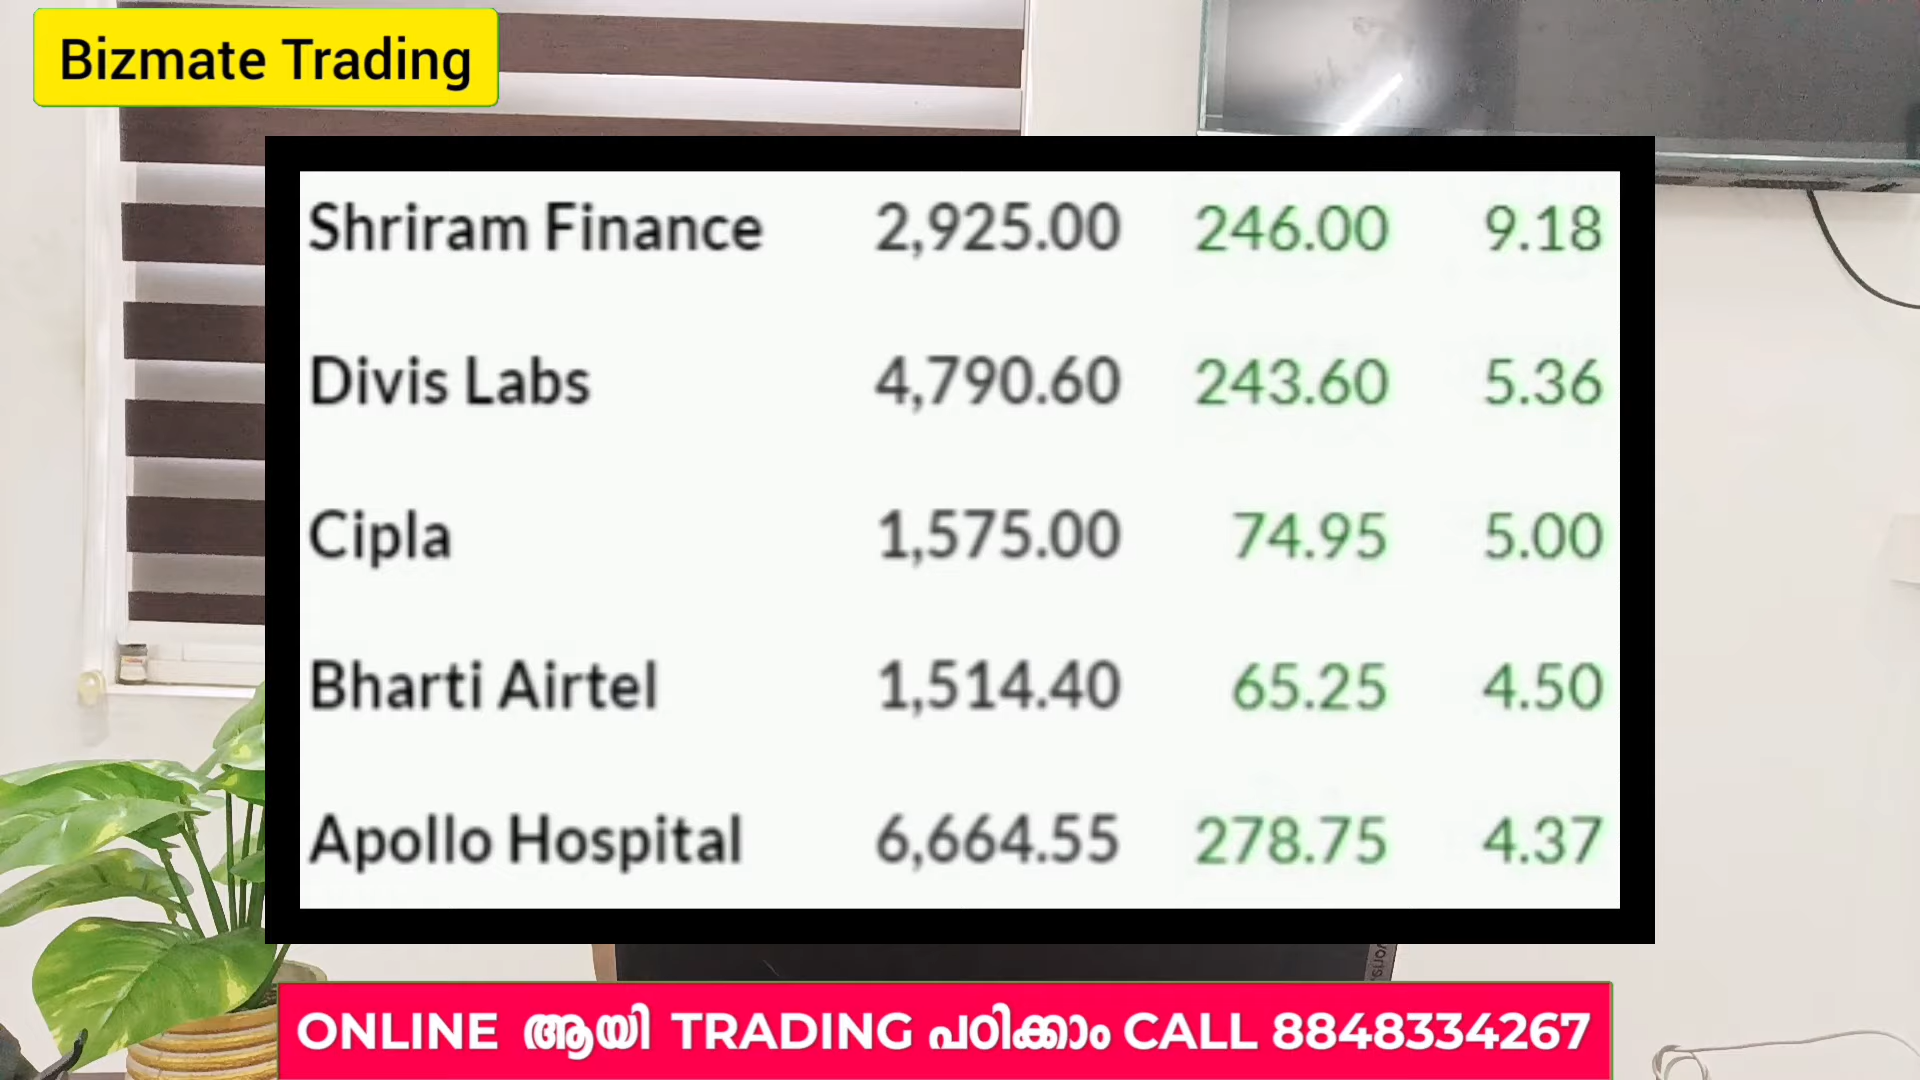 Bizmate Trading
Shriram Finance 2,925.00 246.00 9.18
Divis Labs 4,790.60 243.60 5.36
Cipla 1,575.00 74.95 5.00
Bharti Airtel 1,514.40 65.25 4.50
Apollo Hospital 6,664.55 278.75 4.37
ONLINE ആയി TRADING പഠിക്കാം CALL 8848334267